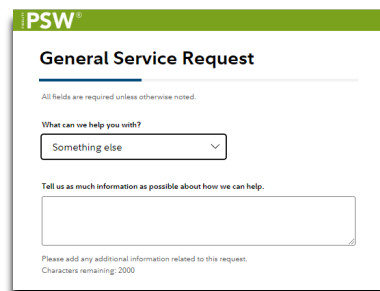 PSW®
General Service Request
All fields are required unless otherwise noted.
What can we help you with?
Something else
Tell us as much information as possible about how we can help.
Please add any additional information related to this request.
Characters remaining: 2000